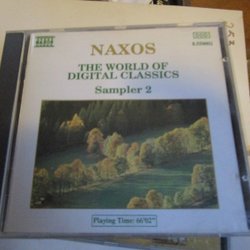 NAXOS
THE WORLD OF
DIGITAL CLASSICS
Sampler 2
Playing Time: 66'02"